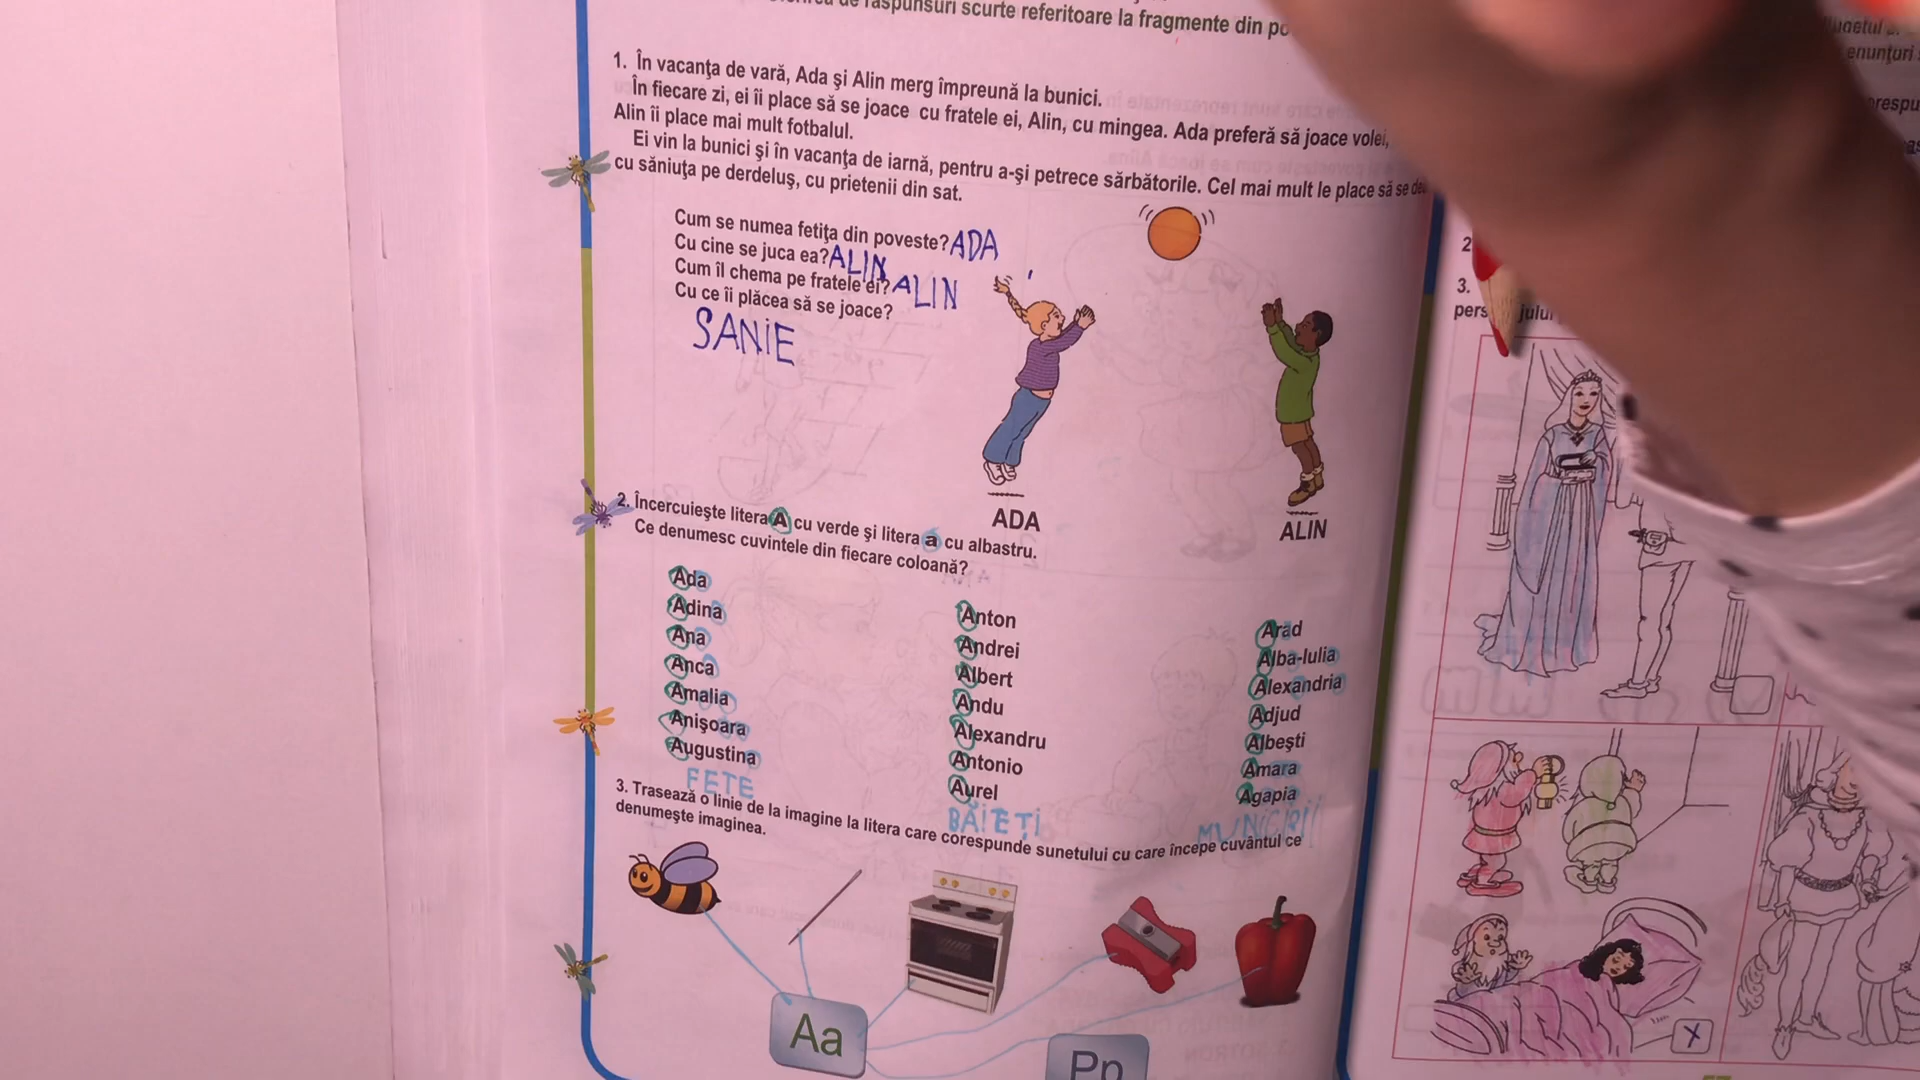 de răspunsuri scurte referitoare la fragmente din po
1. În vacanţa de vară, Ada şi Alin merg împreună la bunici.
În fiecare zi, ei îi place să se joace cu fratele ei, Alin, cu mingea. Ada preferă să joace volei,
Alin îi place mai mult fotbalul.
Ei vin la bunici şi în vacanţa de iarnă, pentru a-şi petrece sărbătorile. Cel mai mult le place să se
cu săniuţa pe derdeluş, cu prietenii din sat.
Cum se numea fetiţa din poveste? ADA
Cu cine se juca ea? ALIN
Cum îl chema pe fratele ei? ALIN
Cu ce îi plăcea să se joace?
SANIE
ADA
ALIN
2. Încercuieşte litera A cu verde şi litera a cu albastru.
Ce denumesc cuvintele din fiecare coloană?
Ada
Adina
Ana
Anca
Amalia
Anişoara
Augustina
FETE
Anton
Andrei
Albert
Andu
Alexandru
Antonio
Aurel
BĂIEȚI
Arad
Alba-Iulia
Alexandria
Adjud
Albeşti
Amara
Agapia
3. Trasează o linie de la imagine la litera care corespunde sunetului cu care începe cuvântul ce
denumeşte imaginea.
Aa
Pp
2
3.
pers
jului
enunţuri
X